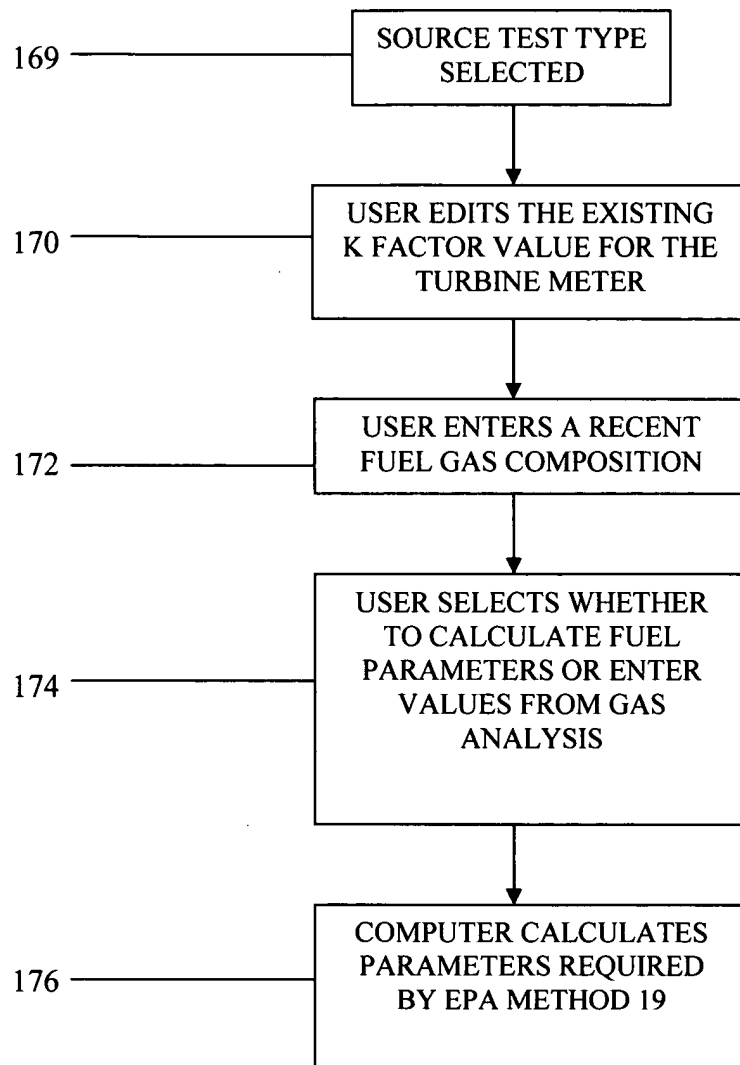 SOURCE TEST TYPE
SELECTED
169
USER EDITS THE EXISTING
K FACTOR VALUE FOR THE
TURBINE METER
170
USER ENTERS A RECENT
FUEL GAS COMPOSITION
172
USER SELECTS WHETHER
TO CALCULATE FUEL
PARAMETERS OR ENTER
VALUES FROM GAS
ANALYSIS
174
COMPUTER CALCULATES
PARAMETERS REQUIRED
BY EPA METHOD 19
176